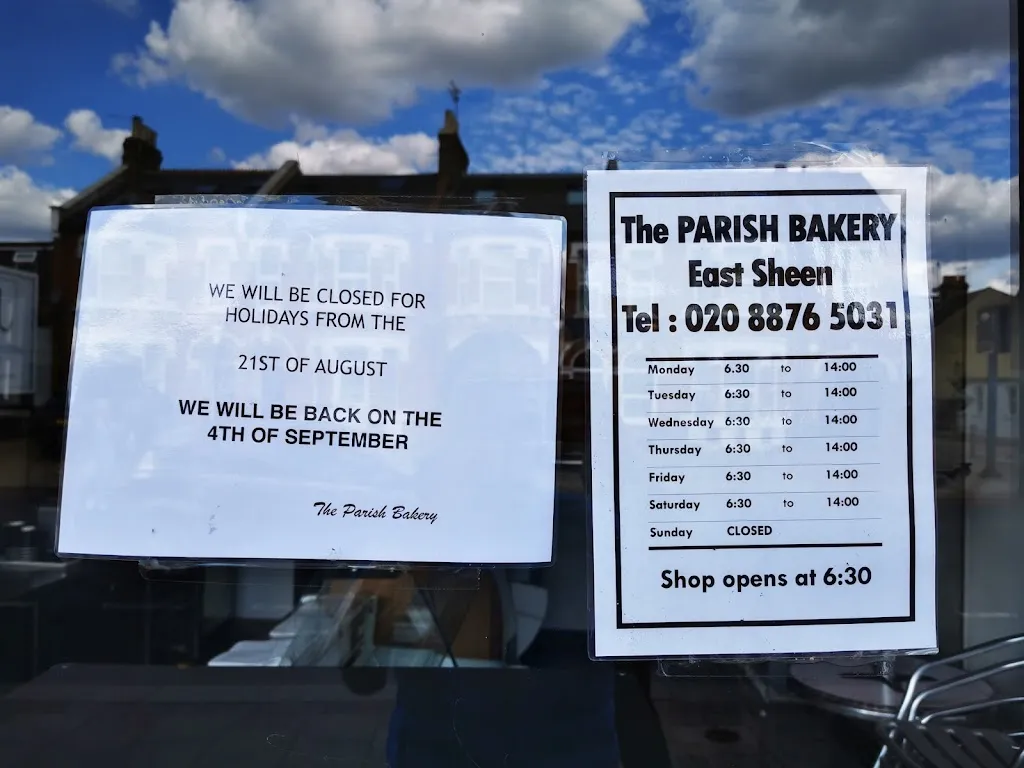 WE WILL BE CLOSED FOR
HOLIDAYS FROM THE
21ST OF AUGUST
WE WILL BE BACK ON THE
4TH OF SEPTEMBER
The Parish Bakery
The PARISH BAKERY
East Sheen
Tel : 020 8876 5031
Monday 6.30 to 14:00
Tuesday 6:30 to 14:00
Wednesday 6:30 to 14:00
Thursday 6:30 to 14:00
Friday 6:30 to 14:00
Saturday 6:30 to 14:00
Sunday CLOSED
Shop opens at 6:30